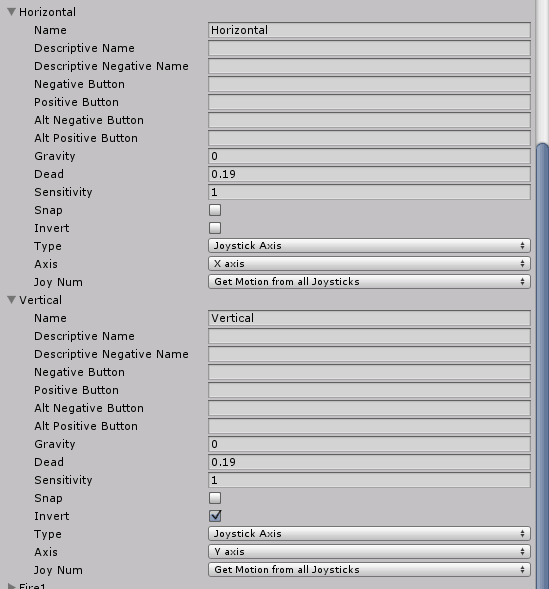 Horizontal
Name Horizontal
Descriptive Name
Descriptive Negative Name
Negative Button
Positive Button
Alt Negative Button
Alt Positive Button
Gravity 0
Dead 0.19
Sensitivity 1
Snap
Invert
Type Joystick Axis
Axis X axis
Joy Num Get Motion from all Joysticks
Vertical
Name Vertical
Descriptive Name
Descriptive Negative Name
Negative Button
Positive Button
Alt Negative Button
Alt Positive Button
Gravity 0
Dead 0.19
Sensitivity 1
Snap
Invert
Type Joystick Axis
Axis Y axis
Joy Num Get Motion from all Joysticks
Fire1